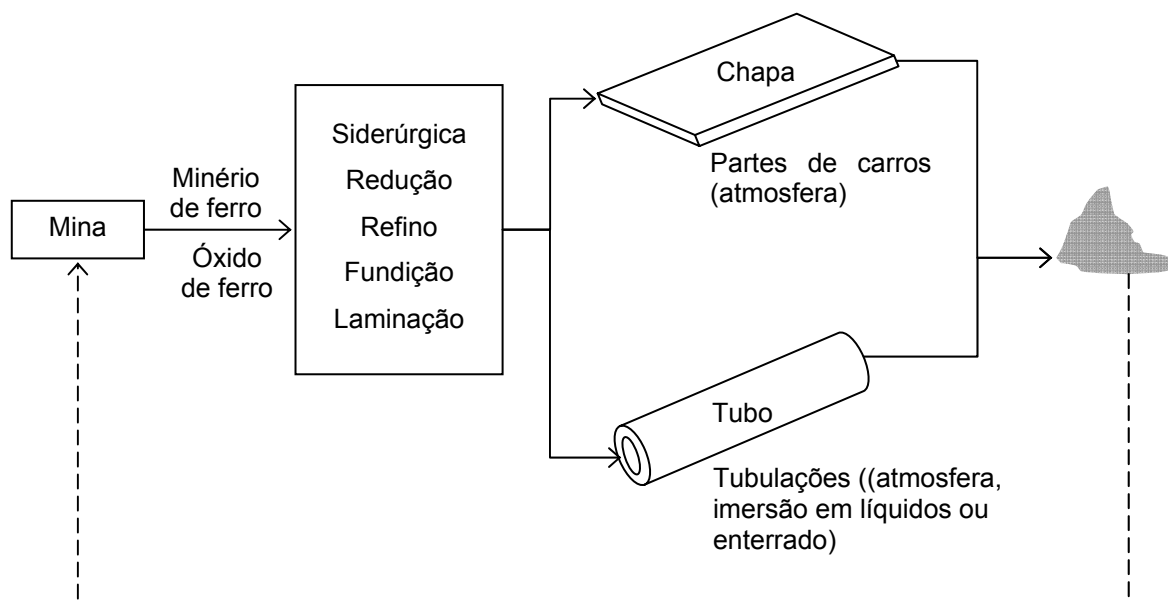 Mina
Minério
de ferro
Óxido
de ferro
Siderúrgica
Redução
Refino
Fundição
Laminação
Chapa
Partes de carros
(atmosfera)
Tubo
Tubulações ((atmosfera,
imersão em líquidos ou
enterrado)